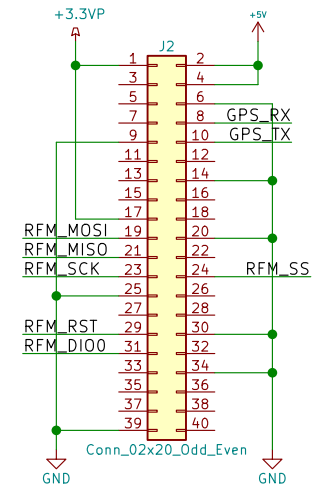 +3.3VP
+5V
J2
1 2
3 4
5 6
7 8 GPS_RX
9 10 GPS_TX
11 12
13 14
15 16
17 18
RFM_MOSI 19 20
RFM_MISO 21 22
RFM_SCK 23 24 RFM_SS
25 26
27 28
RFM_RST 29 30
RFM_DIO0 31 32
33 34
35 36
37 38
39 40
Conn_02x20_Odd_Even
GND
GND